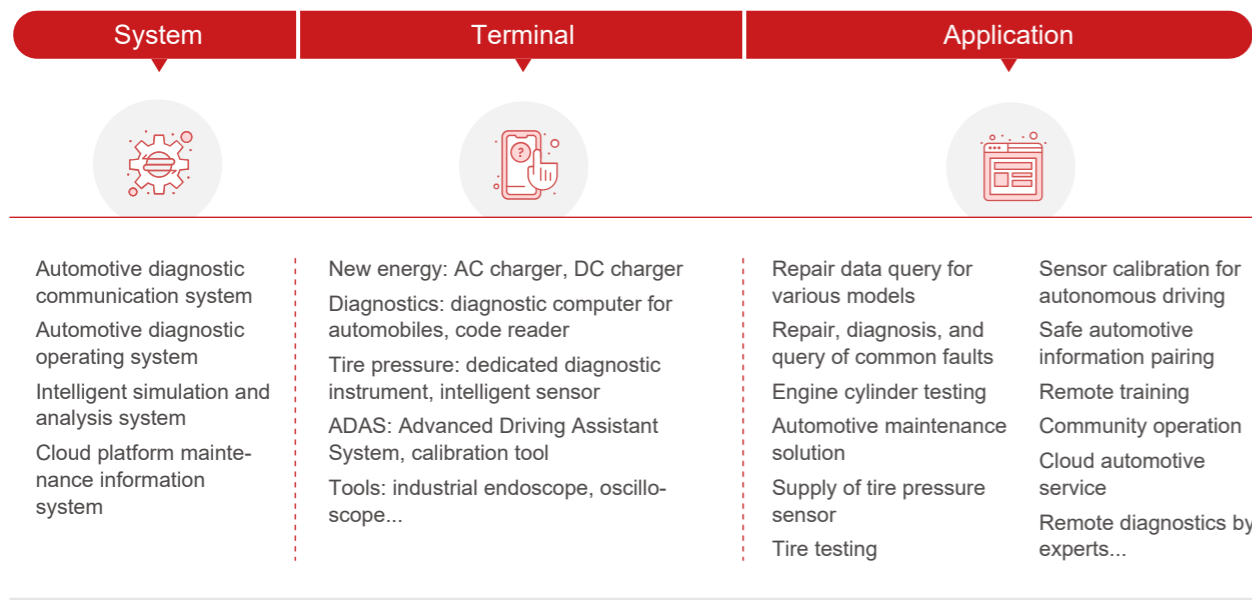 System
Terminal
Application
?
Automotive diagnostic
communication system
Automotive diagnostic
operating system
Intelligent simulation and
analysis system
Cloud platform mainte-
nance information
system
New energy: AC charger, DC charger
Diagnostics: diagnostic computer for
automobiles, code reader
Tire pressure: dedicated diagnostic
instrument, intelligent sensor
ADAS: Advanced Driving Assistant
System, calibration tool
Tools: industrial endoscope, oscillo-
scope...
Repair data query for
various models
Repair, diagnosis, and
query of common faults
Engine cylinder testing
Automotive maintenance
solution
Supply of tire pressure
sensor
Tire testing
Sensor calibration for
autonomous driving
Safe automotive
information pairing
Remote training
Community operation
Cloud automotive
service
Remote diagnostics by
experts...